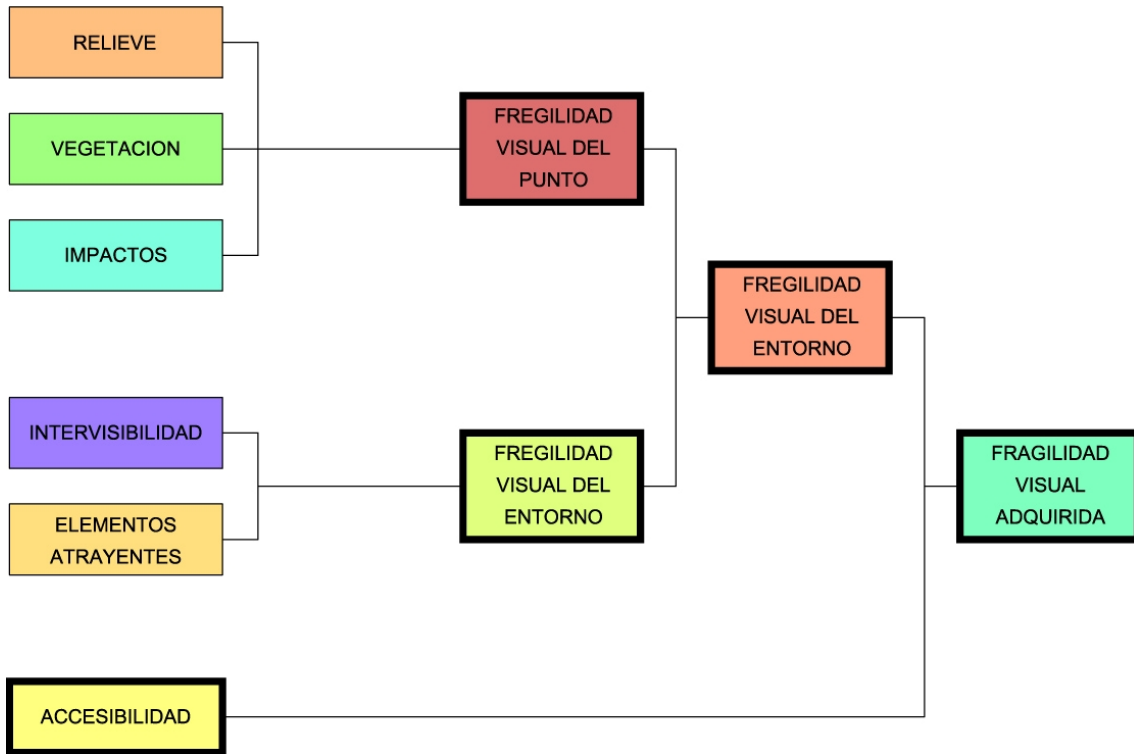 RELIEVE
VEGETACION
IMPACTOS
FREGILIDAD
VISUAL DEL
PUNTO
FREGILIDAD
VISUAL DEL
ENTORNO
INTERVISIBILIDAD
ELEMENTOS
ATRAYENTES
FREGILIDAD
VISUAL DEL
ENTORNO
FRAGILIDAD
VISUAL
ADQUIRIDA
ACCESIBILIDAD